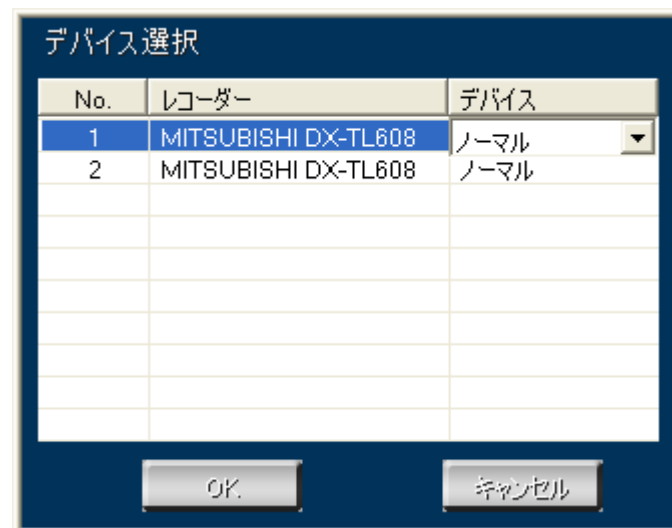 デバイス選択
No. レコーダー デバイス
1 MITSUBISHI DX-TL608 ノーマル
2 MITSUBISHI DX-TL608 ノーマル
OK キャンセル